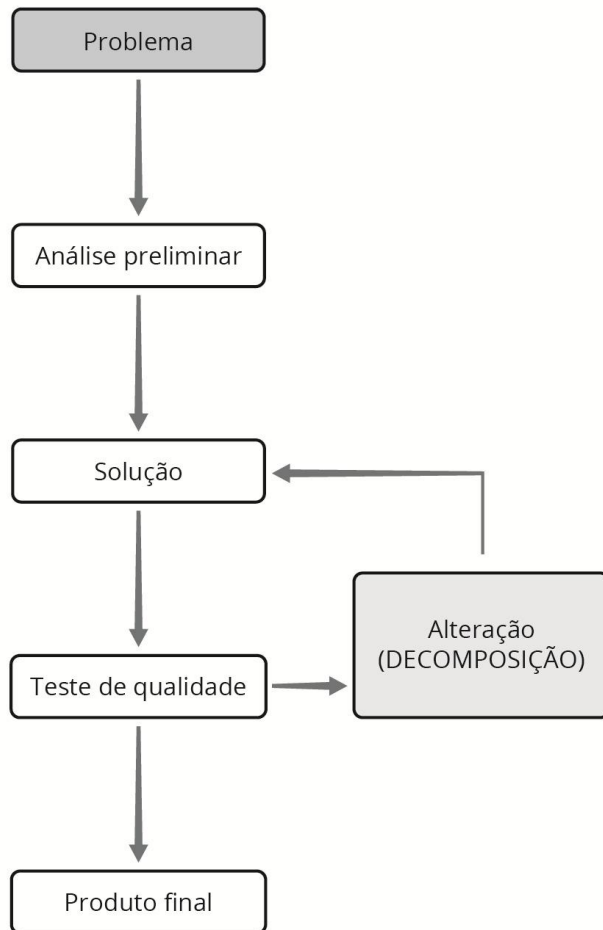 Problema
Análise preliminar
Solução
Alteração
(DECOMPOSIÇÃO)
Teste de qualidade
Produto final